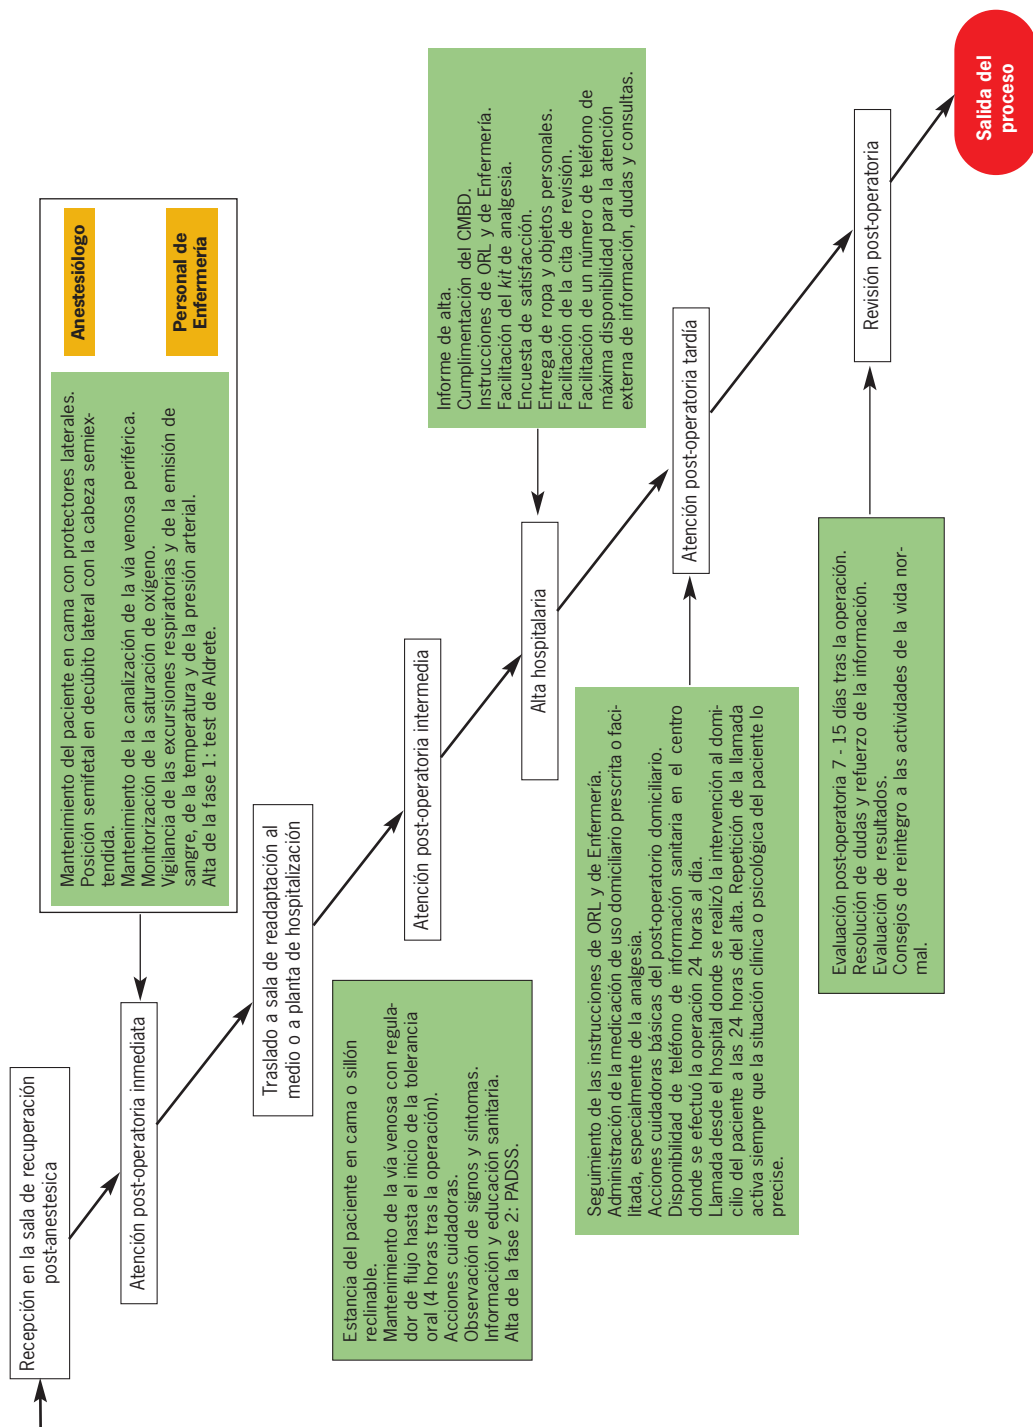 Recepción en la sala de recuperación
post-anestesica
Atención post-operatoria inmediata
Mantenimiento del paciente en cama con protectores laterales.
Posición semifetal en decúbito lateral con la cabeza semiex-
tendida.
Mantenimiento de la canalización de la vía venosa periférica.
Monitorización de la saturación de oxígeno.
Vigilancia de las excursiones respiratorias y de la emisión de
sangre, de la temperatura y de la presión arterial.
Alta de la fase 1: test de Aldrete.
Anestesiólogo
Personal de
Enfermería
Traslado a sala de readaptación al
medio o a planta de hospitalización
Estancia del paciente en cama o sillón
reclinable.
Mantenimiento de la vía venosa con regula-
dor de flujo hasta el inicio de la tolerancia
oral (4 horas tras la operación).
Acciones cuidadoras.
Observación de signos y síntomas.
Información y educación sanitaria.
Alta de la fase 2: PADSS.
Atención post-operatoria intermedia
Alta hospitalaria
Informe de alta.
Cumplimentación del CMBD.
Instrucciones de ORL y de Enfermería.
Facilitación del kit de analgesia.
Encuesta de satisfacción.
Entrega de ropa y objetos personales.
Facilitación de la cita de revisión.
Facilitación de un número de teléfono de
máxima disponibilidad para la atención
externa de información, dudas y consultas.
Seguimiento de las instrucciones de ORL y de Enfermería.
Administración de la medicación de uso domiciliario prescrita o faci-
litada, especialmente de la analgesia.
Acciones cuidadoras básicas del post-operatorio domiciliario.
Disponibilidad de teléfono de información sanitaria en el centro
donde se efectuó la operación 24 horas al día.
Llamada desde el hospital donde se realizó la intervención al domi-
cilio del paciente a las 24 horas del alta. Repetición de la llamada
activa siempre que la situación clínica o psicológica del paciente lo
precise.
Atención post-operatoria tardía
Evaluación post-operatoria 7 - 15 días tras la operación.
Resolución de dudas y refuerzo de la información.
Evaluación de resultados.
Consejos de reintegro a las actividades de la vida nor-
mal.
Revisión post-operatoria
Salida del
proceso